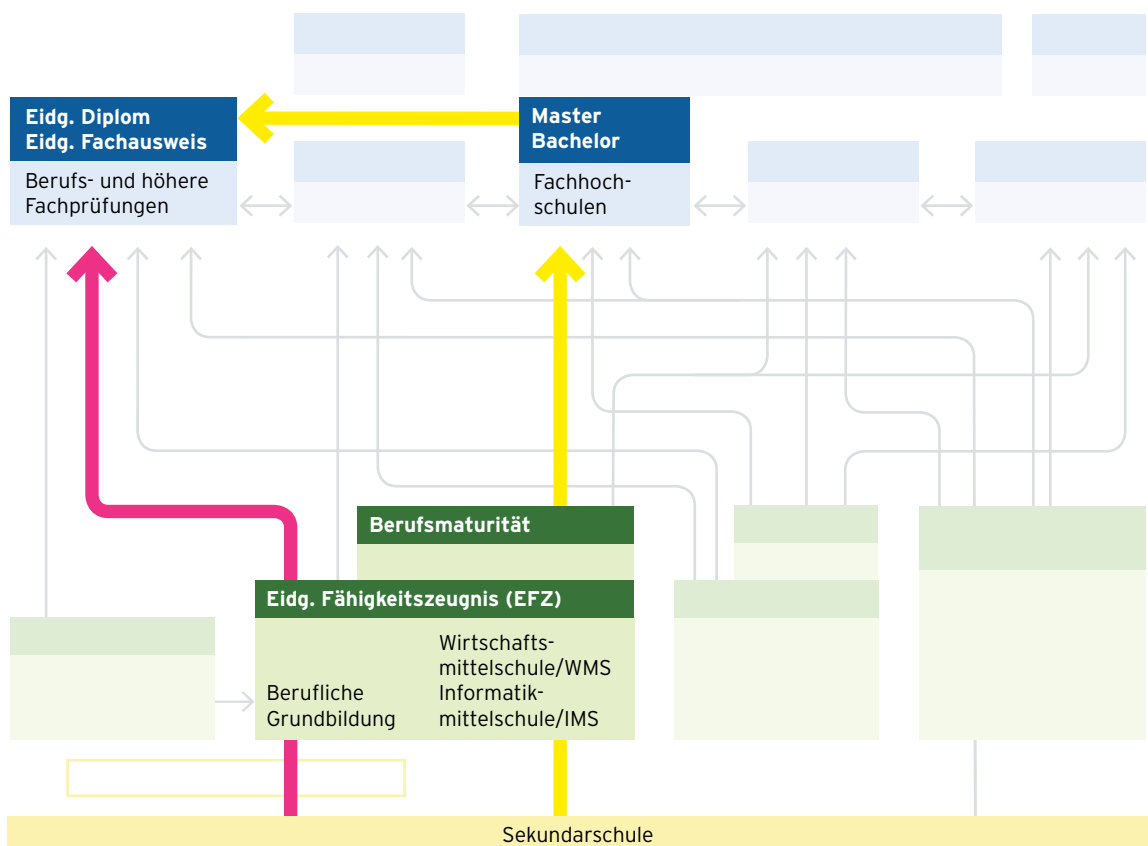 Eidg. Diplom
Eidg. Fachausweis
Berufs- und höhere
Fachprüfungen
Master
Bachelor
Fachhoch-
schulen
Berufsmaturität
Eidg. Fähigkeitszeugnis (EFZ)
Berufliche
Grundbildung
Wirtschafts-
mittelschule/WMS
Informatik-
mittelschule/IMS
Sekundarschule